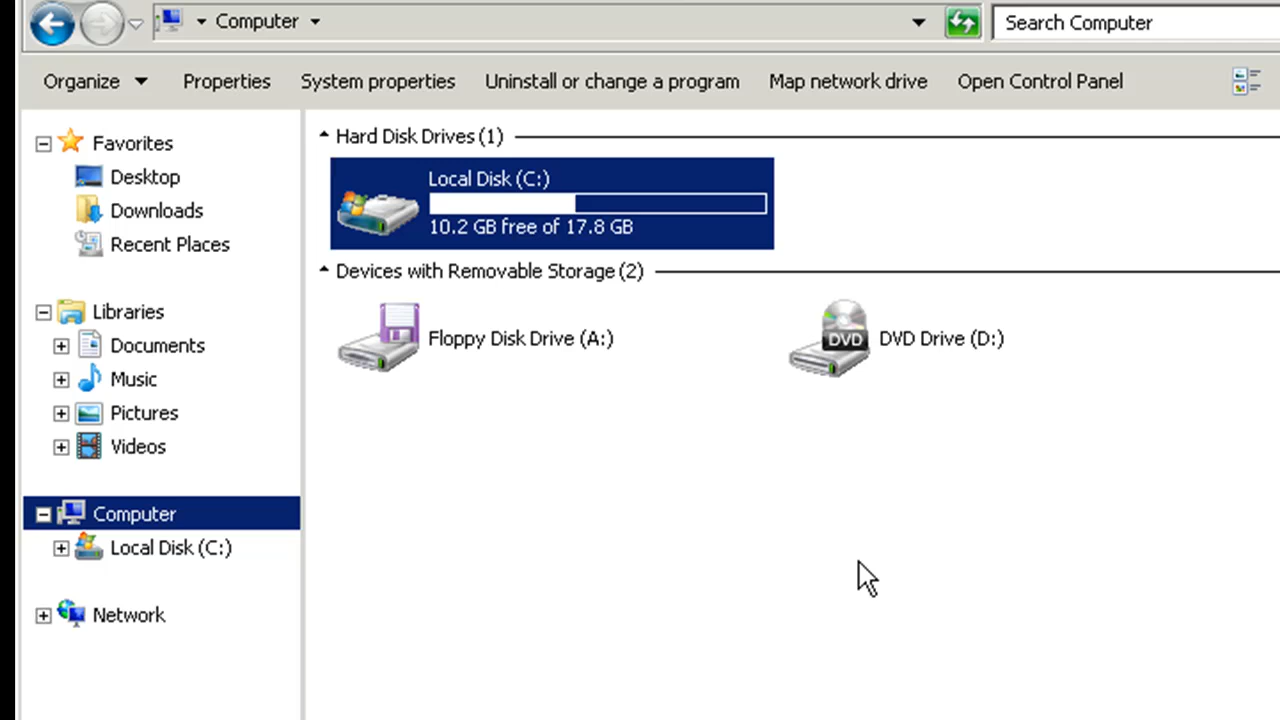 Computer
Search Computer
Organize Properties System properties Uninstall or change a program Map network drive Open Control Panel
Favorites
Desktop
Downloads
Recent Places
Libraries
Documents
Music
Pictures
Videos
Computer
Local Disk (C:)
Network
Hard Disk Drives (1)
Local Disk (C:)
10.2 GB free of 17.8 GB
Devices with Removable Storage (2)
Floppy Disk Drive (A:)
DVD
DVD Drive (D:)